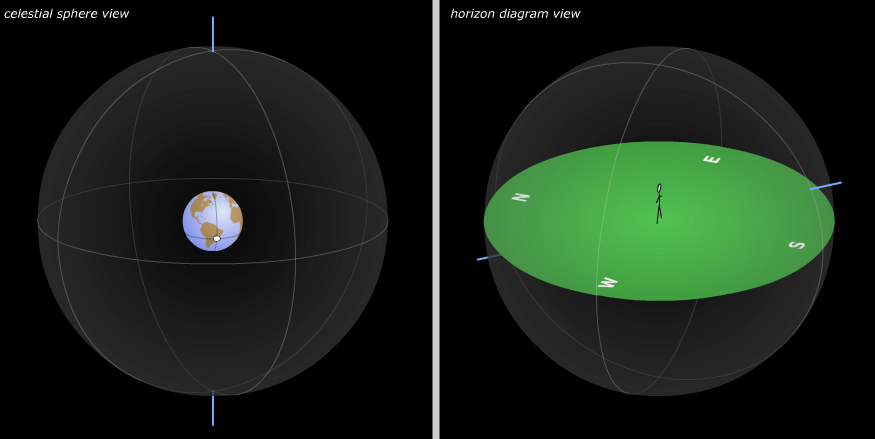 celestial sphere view
horizon diagram view
E
N
S
W